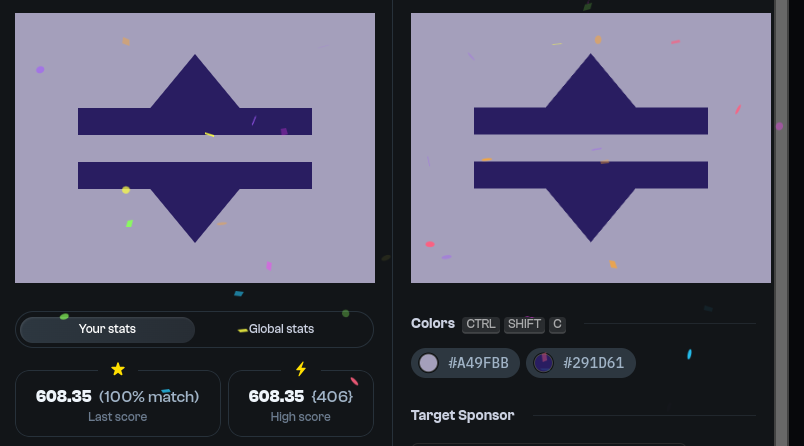 Your stats
Global stats
608.35 (100% match)
Last score
608.35 {406}
High score
Colors CTRL SHIFT C
#A49FBB #291D61
Target Sponsor